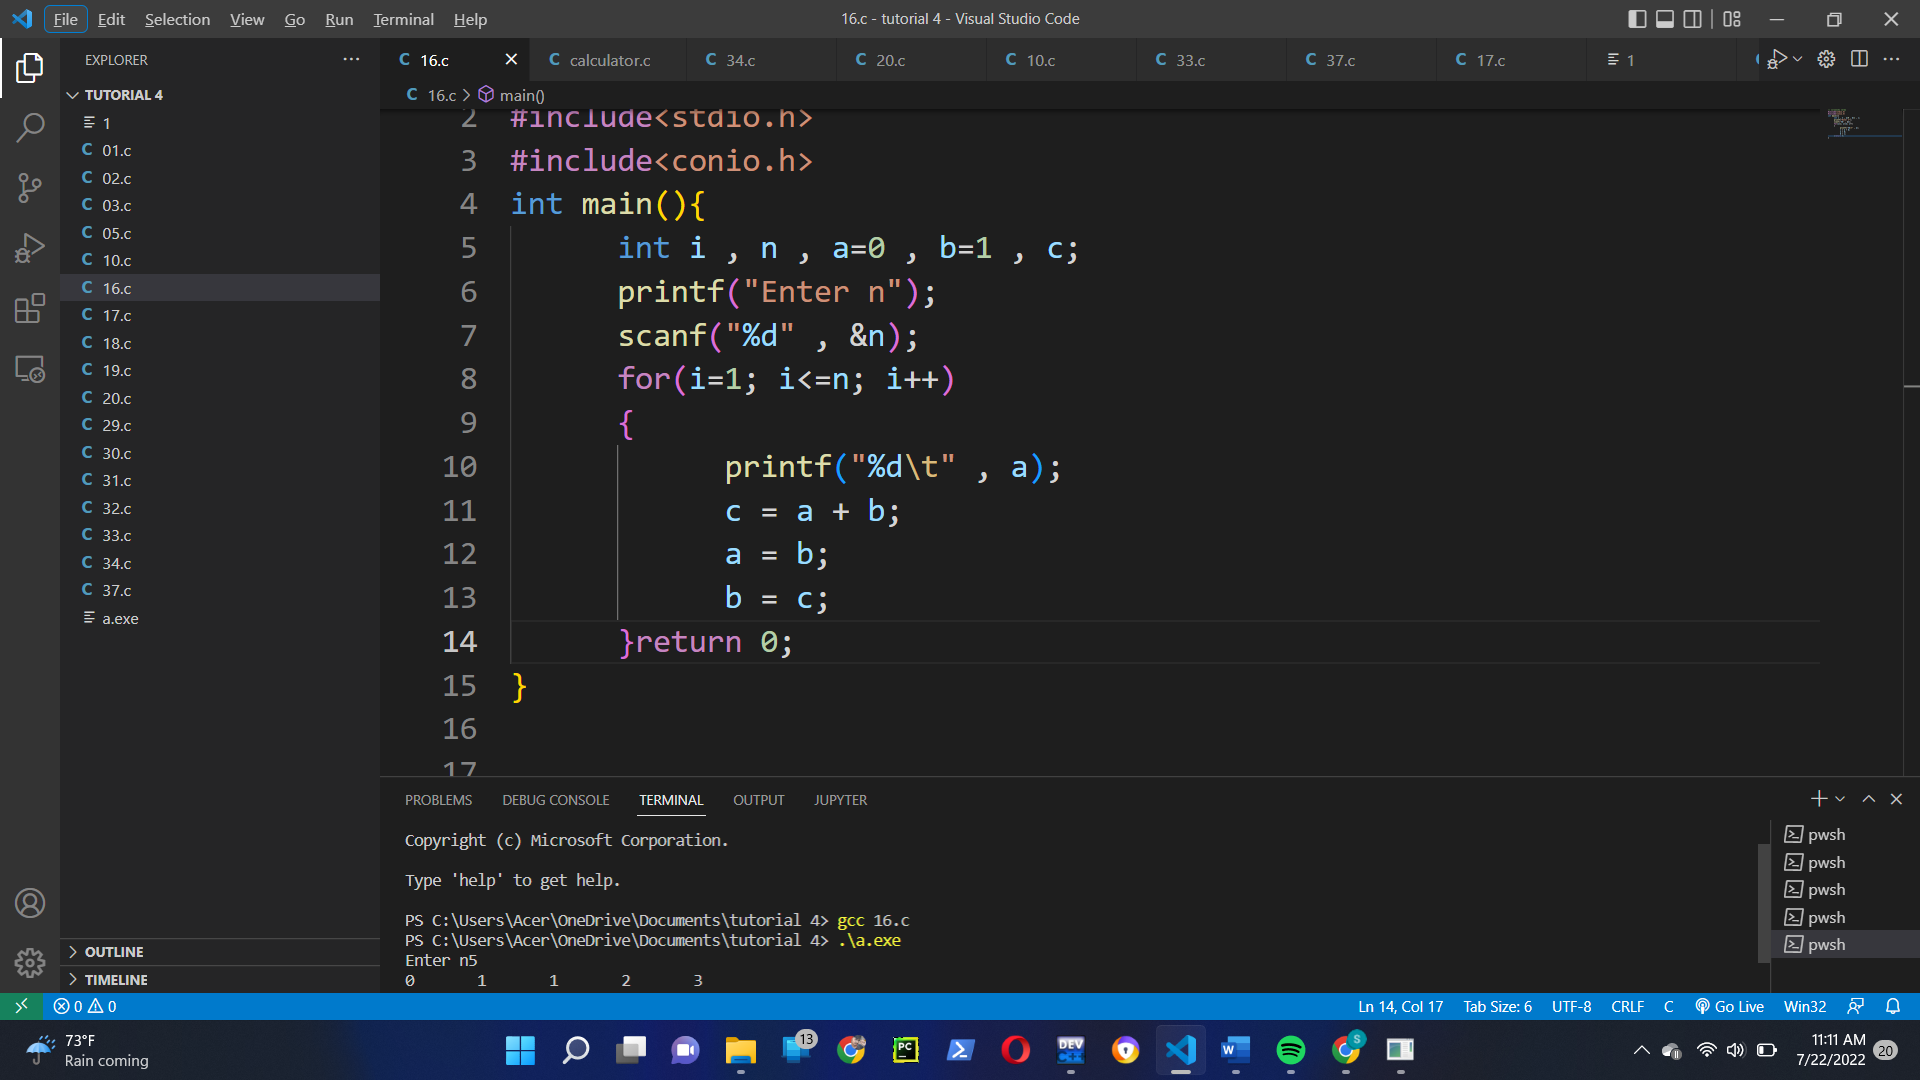 File Edit Selection View Go Run Terminal Help
16.c - tutorial 4 - Visual Studio Code
EXPLORER
C 16.c
C calculator.c
C 34.c
C 20.c
C 10.c
C 33.c
C 37.c
C 17.c
1
TUTORIAL 4
1
C 01.c
C 02.c
C 03.c
C 05.c
C 10.c
C 16.c
C 17.c
C 18.c
C 19.c
C 20.c
C 29.c
C 30.c
C 31.c
C 32.c
C 33.c
C 34.c
C 37.c
a.exe
OUTLINE
TIMELINE
C 16.c > main()
2 #include<stdio.h>
3 #include<conio.h>
4 int main(){
5 int i , n , a=0 , b=1 , c;
6 printf("Enter n");
7 scanf("%d" , &n);
8 for(i=1; i<=n; i++)
9 {
10 printf("%d\t" , a);
11 c = a + b;
12 a = b;
13 b = c;
14 }return 0;
15 }
16
17
PROBLEMS DEBUG CONSOLE TERMINAL OUTPUT JUPYTER
Copyright (c) Microsoft Corporation.
Type 'help' to get help.
PS C:\Users\Acer\OneDrive\Documents\tutorial 4> gcc 16.c
PS C:\Users\Acer\OneDrive\Documents\tutorial 4> .\a.exe
Enter n5
0 1 1 2 3
pwsh
pwsh
pwsh
pwsh
pwsh
0 0
Ln 14, Col 17 Tab Size: 6 UTF-8 CRLF C Go Live Win32
73°F
Rain coming
13
PC
DEV
C++
W
S
11:11 AM
7/22/2022
20